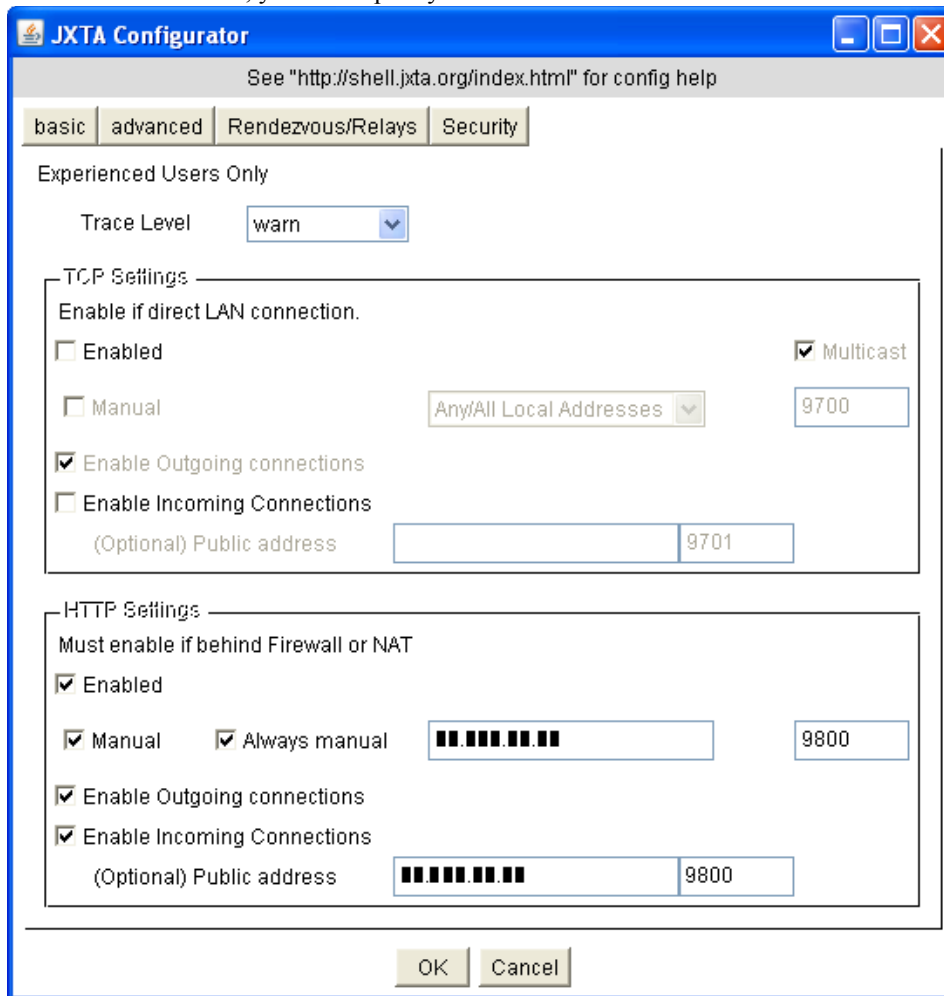 JXTA Configurator
See "http://shell.jxta.org/index.html" for config help
basic advanced Rendezvous/Relays Security
Experienced Users Only
Trace Level warn
TCP Settings
Enable if direct LAN connection.
Enabled Multicast
Manual Any/All Local Addresses 9700
Enable Outgoing connections
Enable Incoming Connections
(Optional) Public address 9701
HTTP Settings
Must enable if behind Firewall or NAT
Enabled
Manual Always manual 9800
Enable Outgoing connections
Enable Incoming Connections
(Optional) Public address 9800
OK Cancel